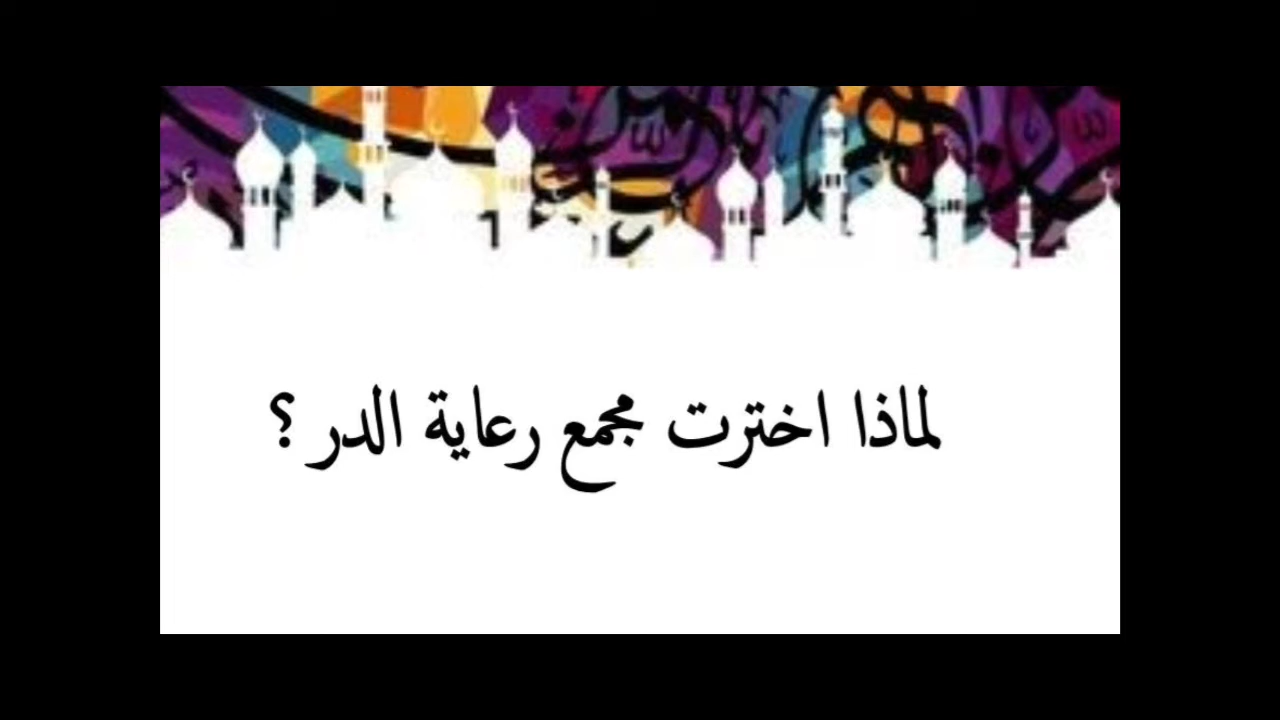 لماذا اخترت مجمع رعاية الدر ؟